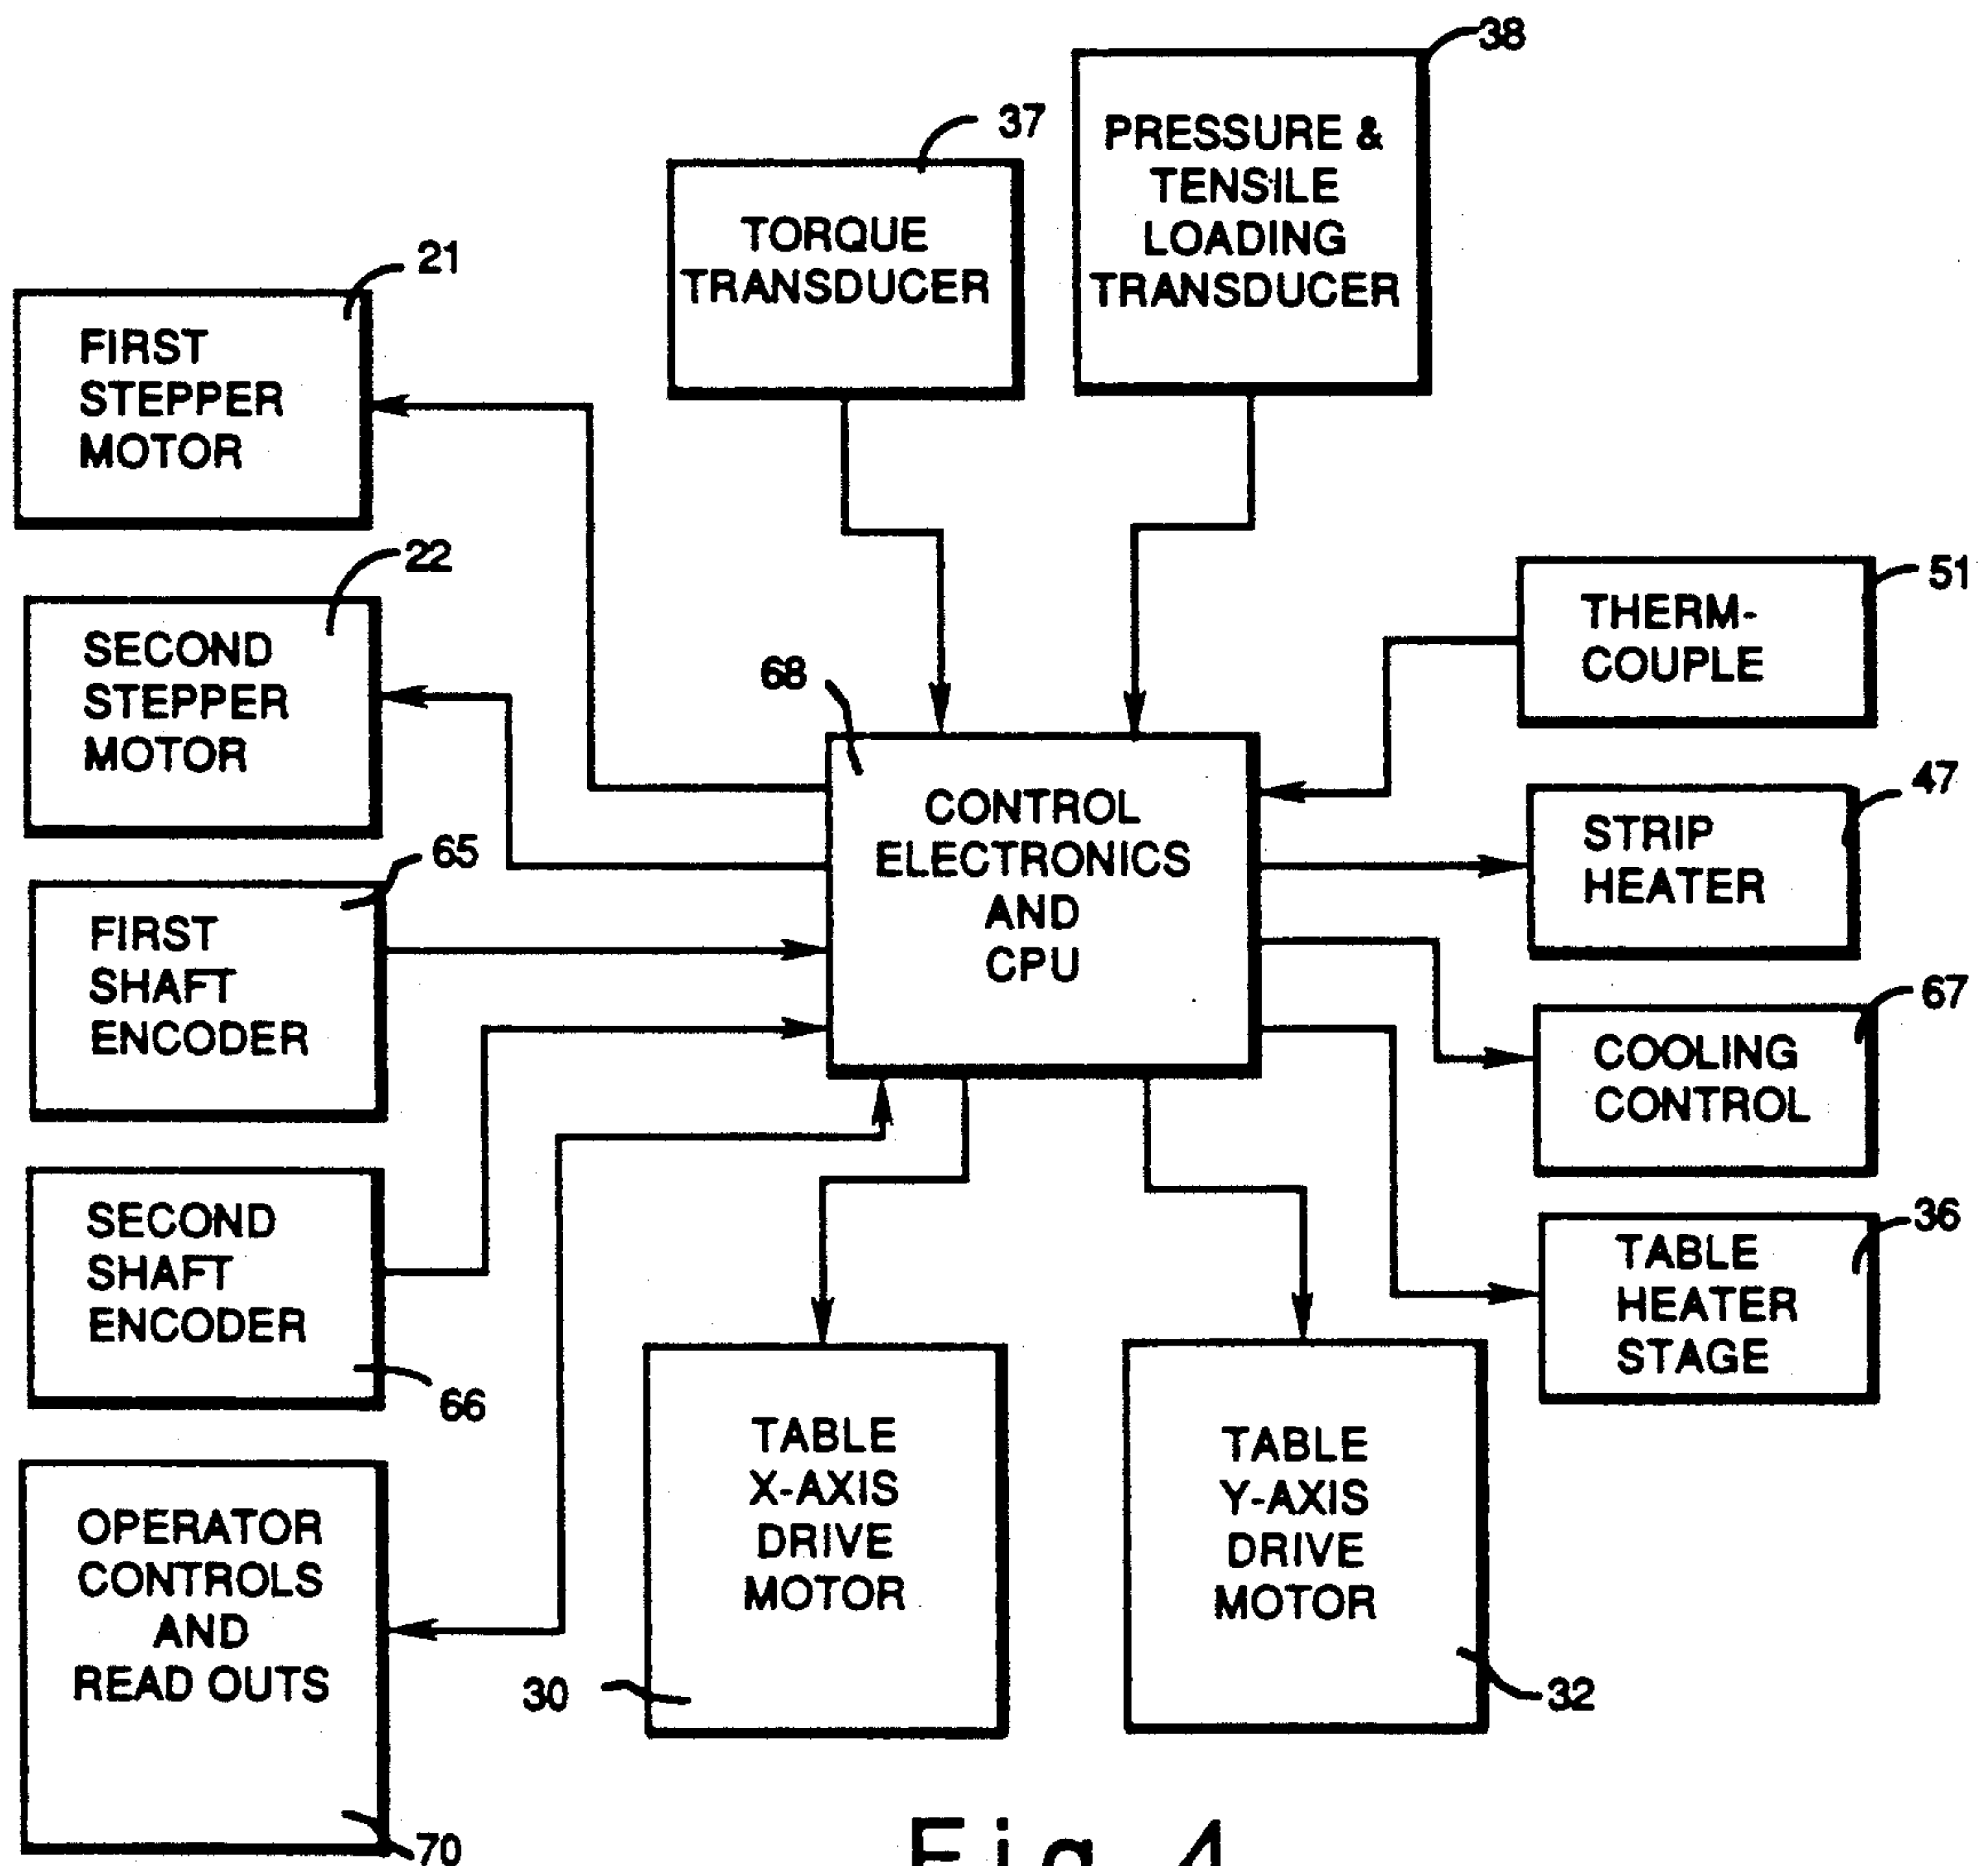 38
PRESSURE &
TENSILE
LOADING
TRANSDUCER
37
TORQUE
TRANSDUCER
21
FIRST
STEPPER
MOTOR
22
SECOND
STEPPER
MOTOR
65
FIRST
SHAFT
ENCODER
SECOND
SHAFT
ENCODER
66
OPERATOR
CONTROLS
AND
READ OUTS
70
68
CONTROL
ELECTRONICS
AND
CPU
51
THERM-
COUPLE
47
STRIP
HEATER
67
COOLING
CONTROL
36
TABLE
HEATER
STAGE
TABLE
X-AXIS
DRIVE
MOTOR
30
TABLE
Y-AXIS
DRIVE
MOTOR
32
Fig 4